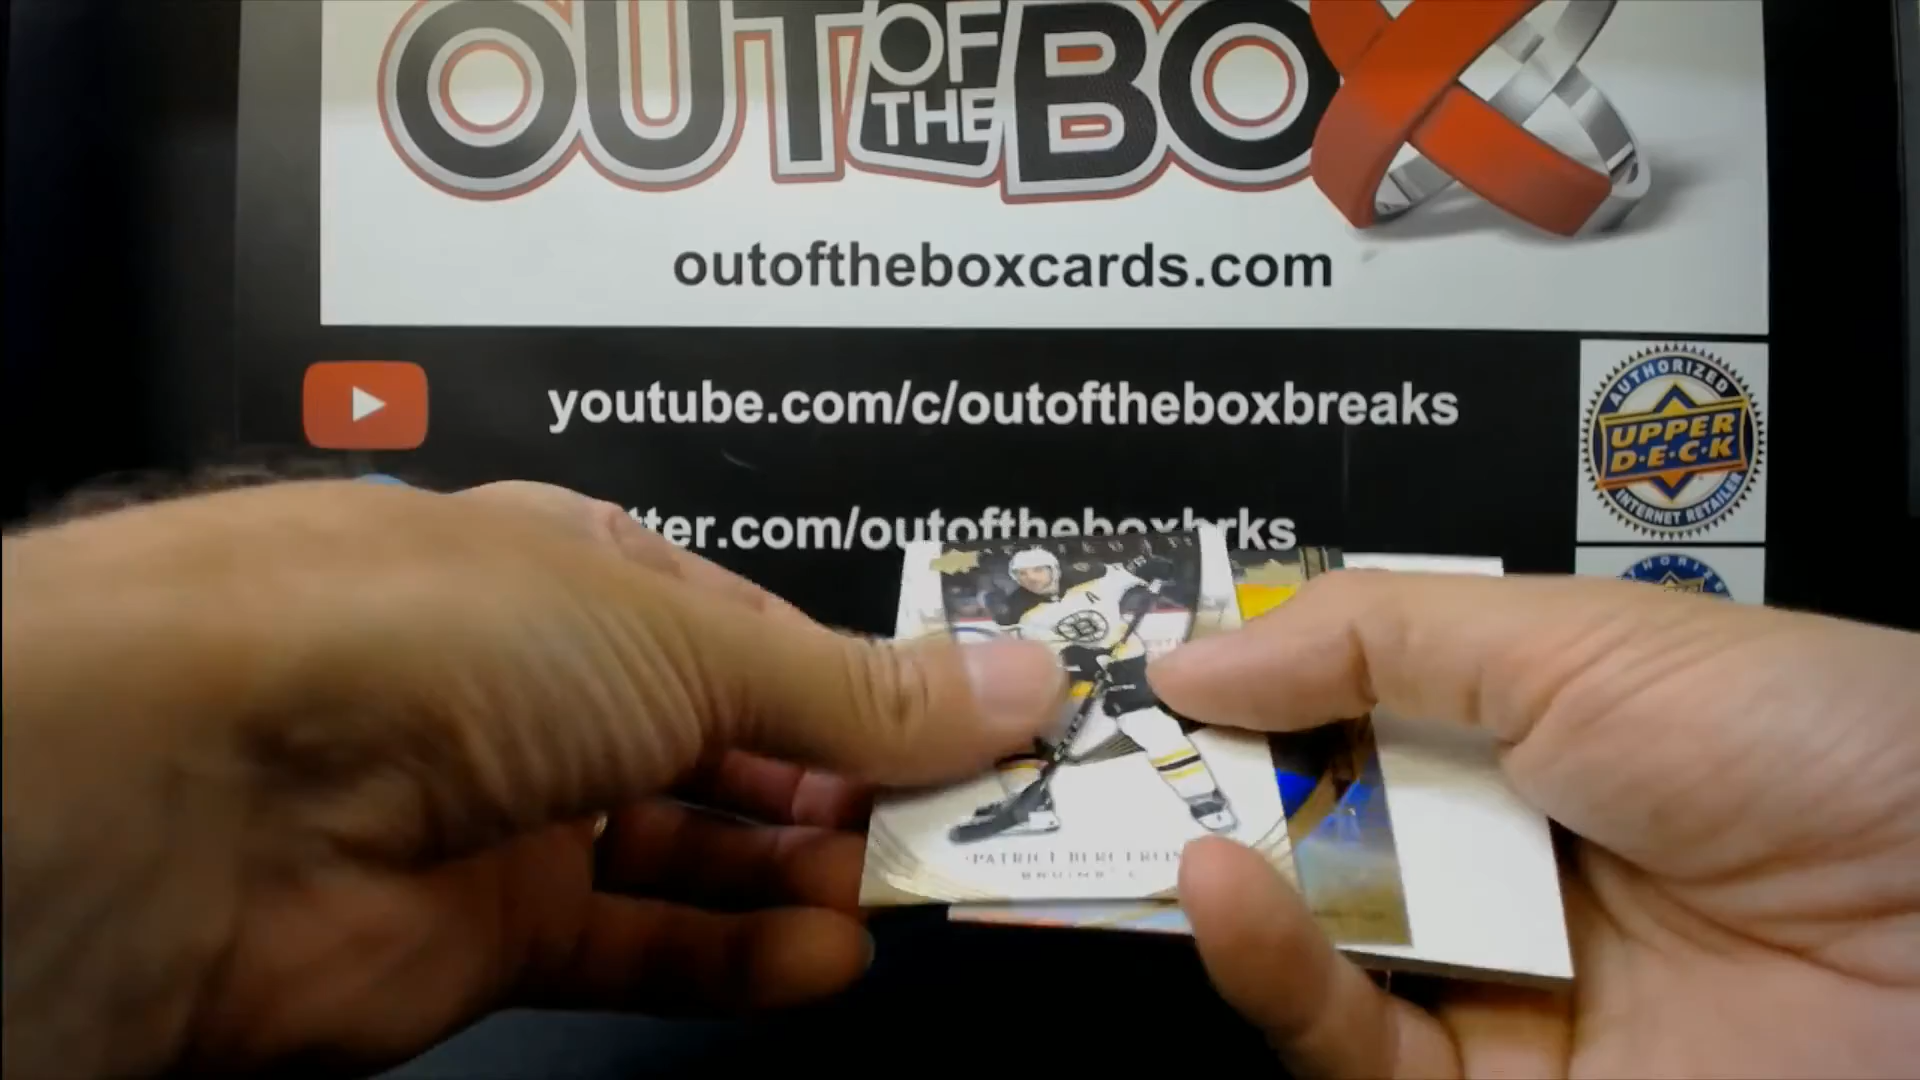 OUT OF THE BOX
outoftheboxcards.com
youtube.com/c/outoftheboxbreaks
AUTHORIZED
UPPER
D·E·C·K
INTERNET RETAILER
tter.com/outoftheboxbrks
PATRICE BERGERON
BRUINS